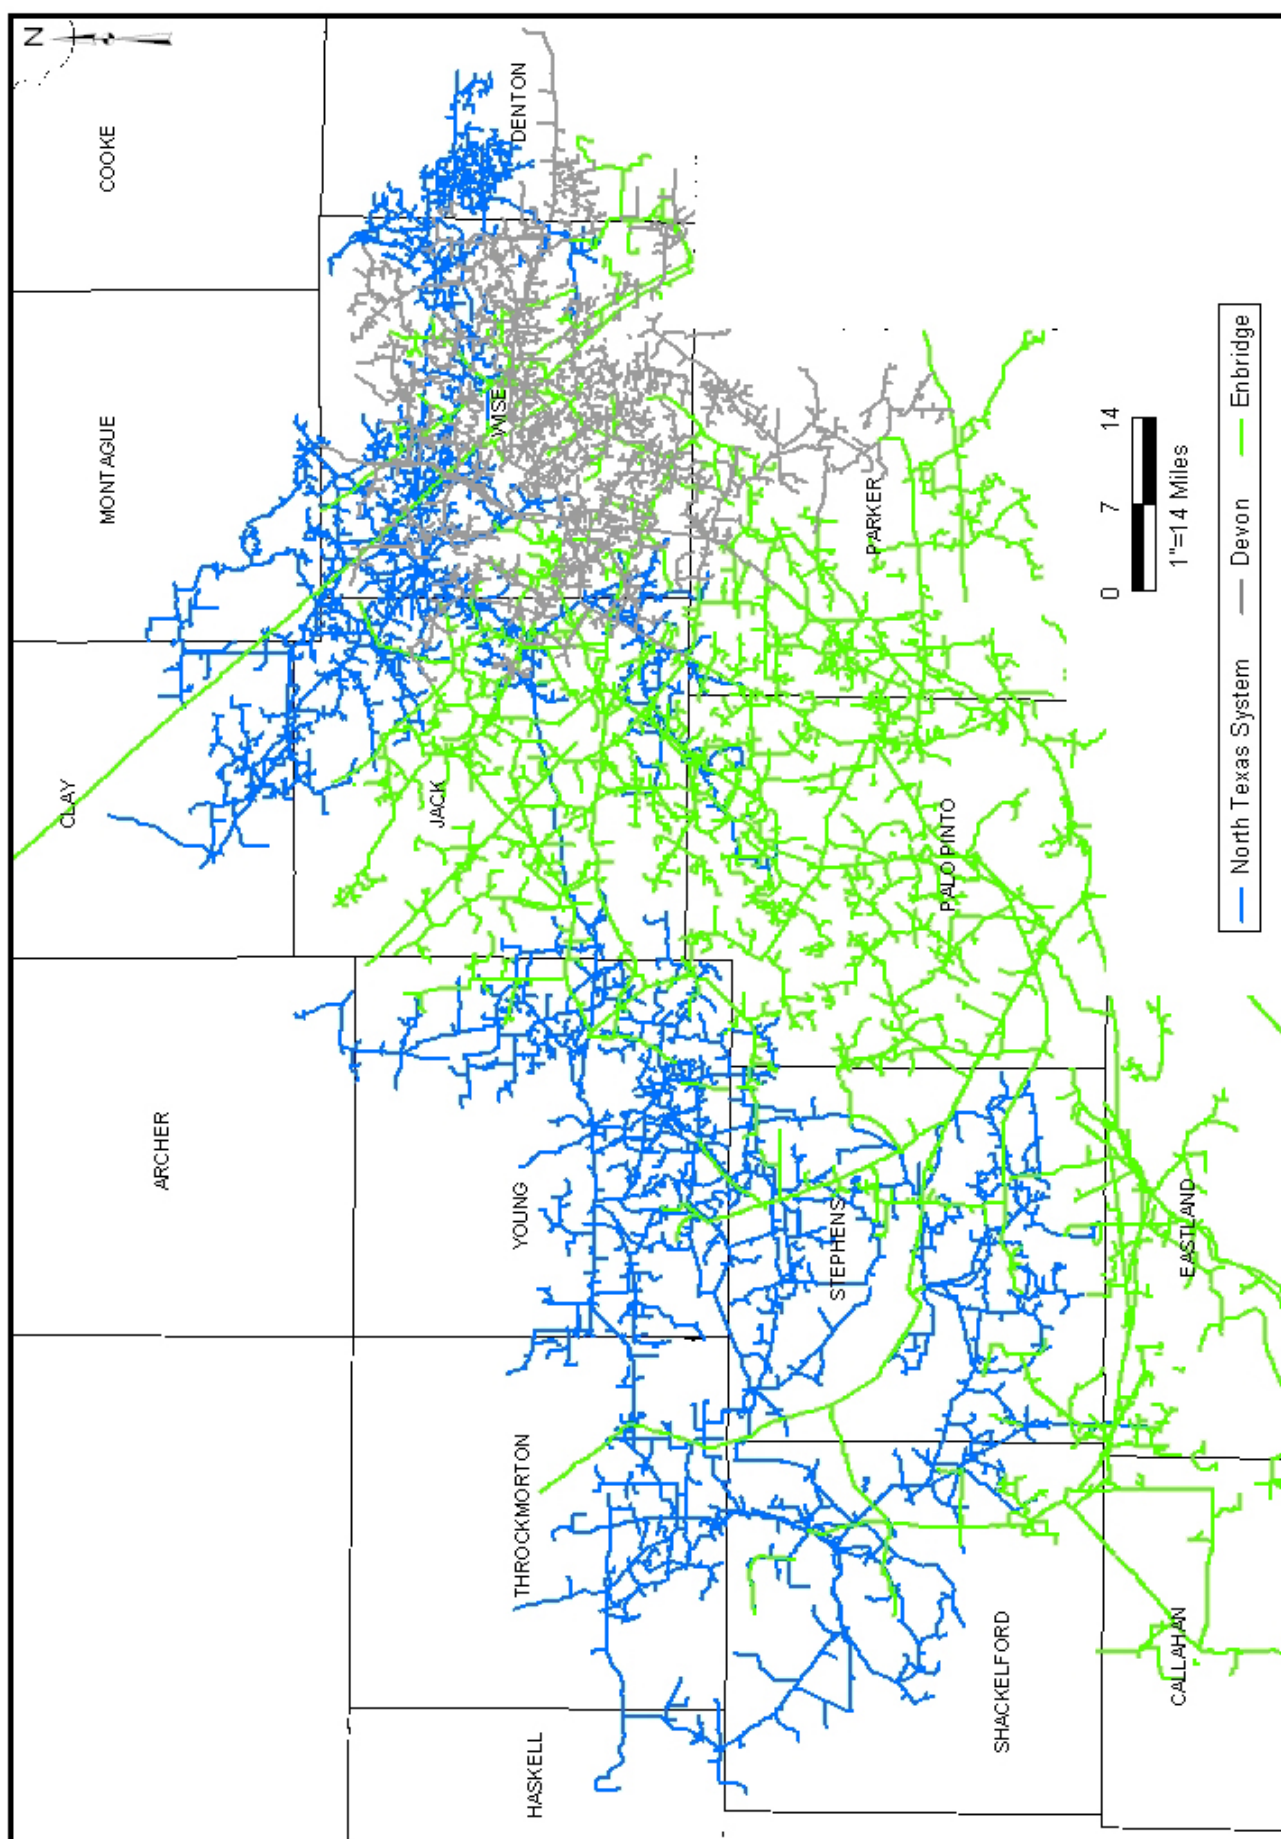 N
CLAY
MONTAGUE
COOKE
ARCHER
JACK
WISE
DENTON
HASKELL
THROCKMORTON
YOUNG
STEPHENS
PALO PINTO
PARKER
SHACKELFORD
CALLAHAN
EASTLAND
0 7 14
1"=14 Miles
North Texas System Devon Enbridge